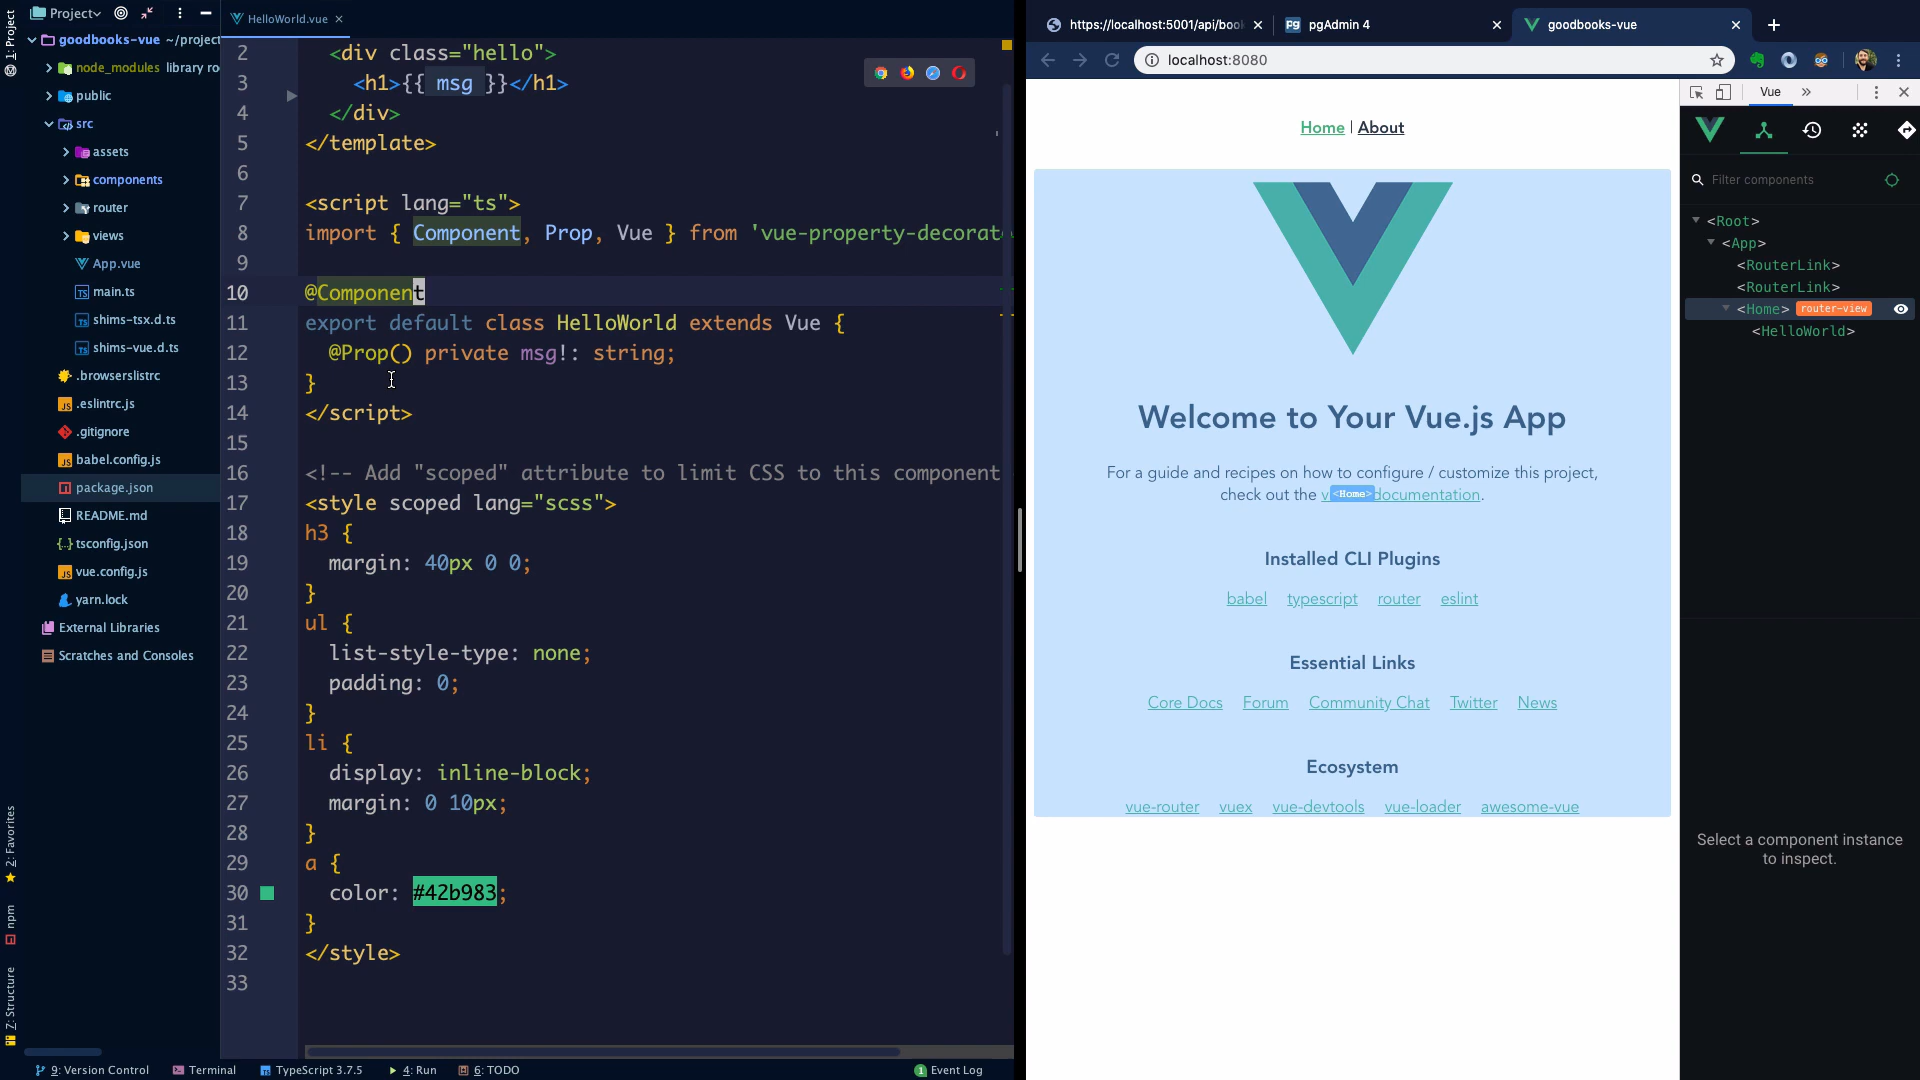 1: Project
Project
goodbooks-vue ~/project
node_modules library ro
public
src
assets
components
router
views
App.vue
main.ts
shims-tsx.d.ts
shims-vue.d.ts
.browserslistrc
.eslintrc.js
.gitignore
babel.config.js
package.json
README.md
tsconfig.json
vue.config.js
yarn.lock
External Libraries
Scratches and Consoles
2: Favorites
npm
Z: Structure
HelloWorld.vue
2 <div class="hello">
3 <h1>{{ msg }}</h1>
4 </div>
5 </template>
6
7 <script lang="ts">
8 import { Component, Prop, Vue } from 'vue-property-decorat
9
10 @Component
11 export default class HelloWorld extends Vue {
12 @Prop() private msg!: string;
13 }
14 </script>
15
16 <!-- Add "scoped" attribute to limit CSS to this component
17 <style scoped lang="scss">
18 h3 {
19 margin: 40px 0 0;
20 }
21 ul {
22 list-style-type: none;
23 padding: 0;
24 }
25 li {
26 display: inline-block;
27 margin: 0 10px;
28 }
29 a {
30 color: #42b983;
31 }
32 </style>
33
9: Version Control
Terminal
TypeScript 3.7.5
4: Run
6: TODO
1 Event Log
https://localhost:5001/api/boo
Pg pgAdmin 4
goodbooks-vue
localhost:8080
Home | About
Welcome to Your Vue.js App
For a guide and recipes on how to configure / customize this project,
check out the v <Home> documentation.
Installed CLI Plugins
babel typescript router eslint
Essential Links
Core Docs Forum Community Chat Twitter News
Ecosystem
vue-router vuex vue-devtools vue-loader awesome-vue
Vue
Filter components
<Root>
<App>
<RouterLink>
<RouterLink>
<Home> router-view
<HelloWorld>
Select a component instance
to inspect.